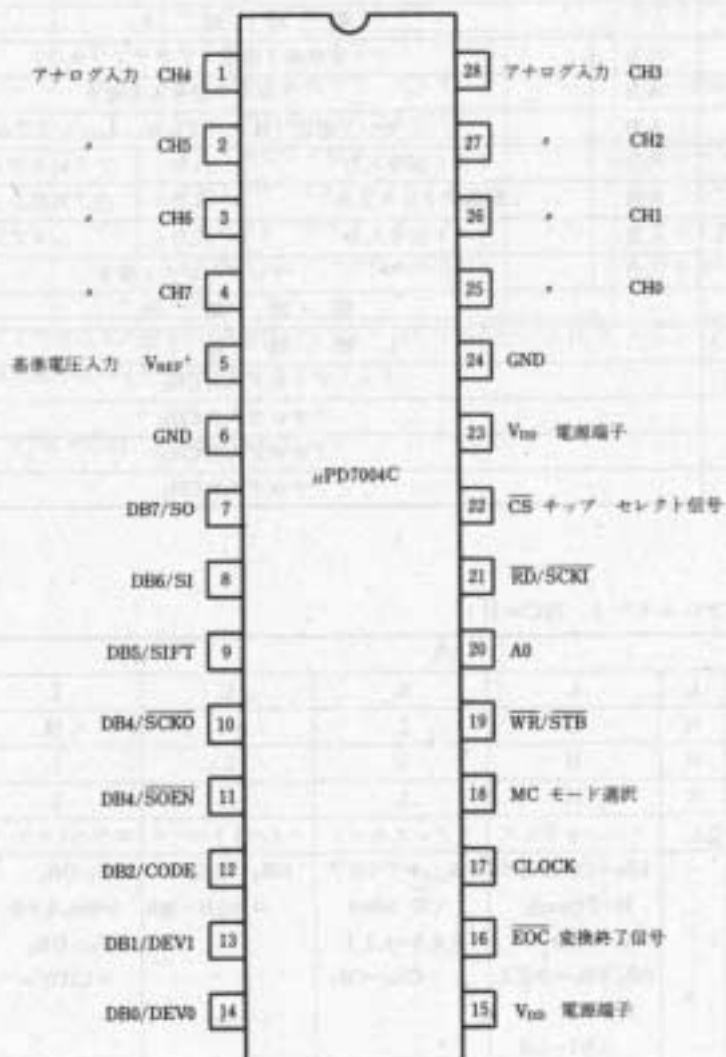 アナログ入力 CH4 1 28 アナログ入力 CH3
〃 CH5 2 27 〃 CH2
〃 CH6 3 26 〃 CH1
〃 CH7 4 25 〃 CH0
基準電圧入力 VREF+ 5 24 GND
GND 6 23 VDD 電源端子
μPD7004C
DB7/SO 7 22 CS チップ セレクト信号
DB6/SI 8 21 RD/SCKI
DB5/SIFT 9 20 A0
DB4/SCKO 10 19 WR/STB
DB4/SOEN 11 18 MC モード選択
DB2/CODE 12 17 CLOCK
DB1/DEV1 13 16 EOC 変換終了信号
DB0/DEV0 14 15 VDD 電源端子